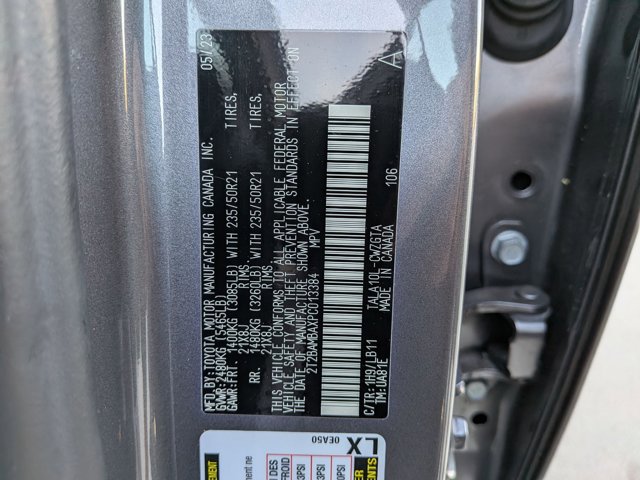 MFD.BY:TOYOTA MOTOR MANUFACTURING CANADA INC. 05/23
GVWR:2480KG (5465LB)
GAWR:FRT. 1400KG (3085LB) WITH 235/50R21 TIRES,
21X8J RIMS
RR. 1480KG (3260LB) WITH 235/50R21 TIRES,
RIMS
THIS VEHICLE CONFORMS TO ALL APPLICABLE FEDERAL MOTOR
VEHICLE SAFETY AND THEFT PREVENTION STANDARDS IN EFFECT ON
THE DATE OF MANUFACTURE SHOWN ABOVE.
2T2BAMBAXPC013384 MPV
A
106
C/TR:1H9/LB11 TALA10L-CWZGTA
TM:UAB1E MADE IN CANADA
LX
0EA50